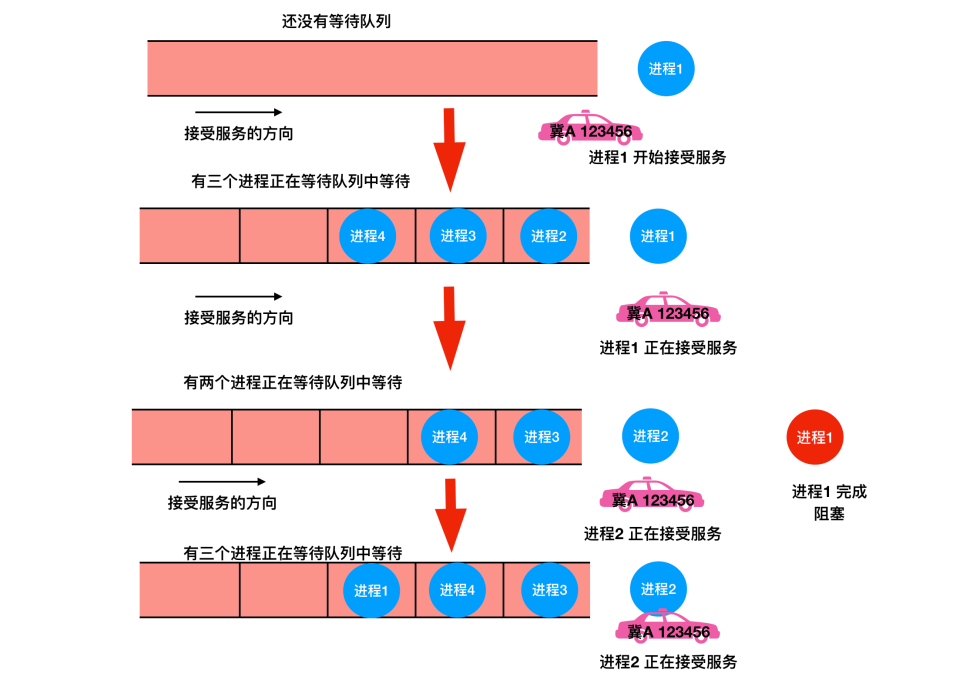 还没有等待队列
进程1
接受服务的方向
冀A 123456
进程1 开始接受服务
有三个进程正在等待队列中等待
进程4
进程3
进程2
进程1
接受服务的方向
冀A 123456
进程1 正在接受服务
有两个进程正在等待队列中等待
进程4
进程3
进程2
进程1
接受服务的方向
冀A 123456
进程1 完成
阻塞
进程2 正在接受服务
有三个进程正在等待队列中等待
进程1
进程4
进程3
进程2
冀A 123456
进程2 正在接受服务